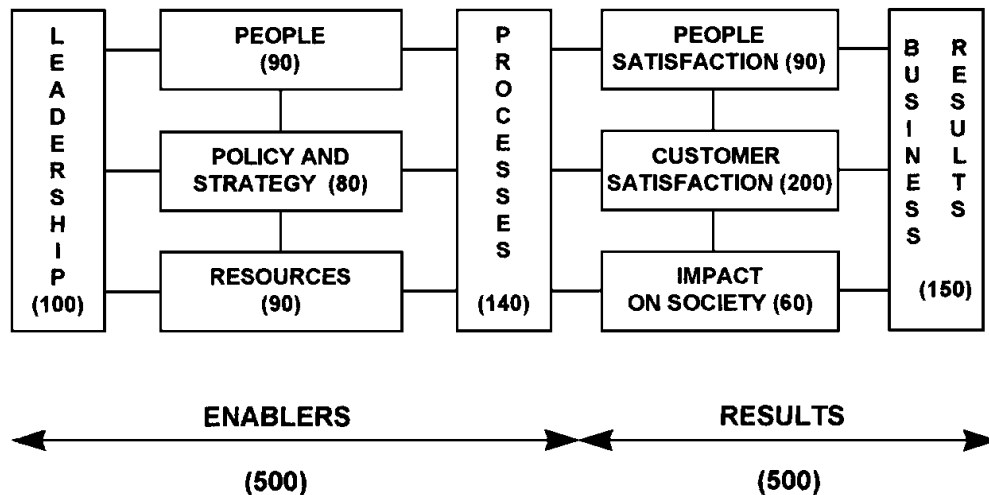 LEADERSHIP
(100)
PEOPLE
(90)
POLICY AND
STRATEGY (80)
RESOURCES
(90)
PROCESSES
(140)
PEOPLE
SATISFACTION (90)
CUSTOMER
SATISFACTION (200)
IMPACT
ON SOCIETY (60)
BUSINESS
RESULTS
(150)
ENABLERS
(500)
RESULTS
(500)